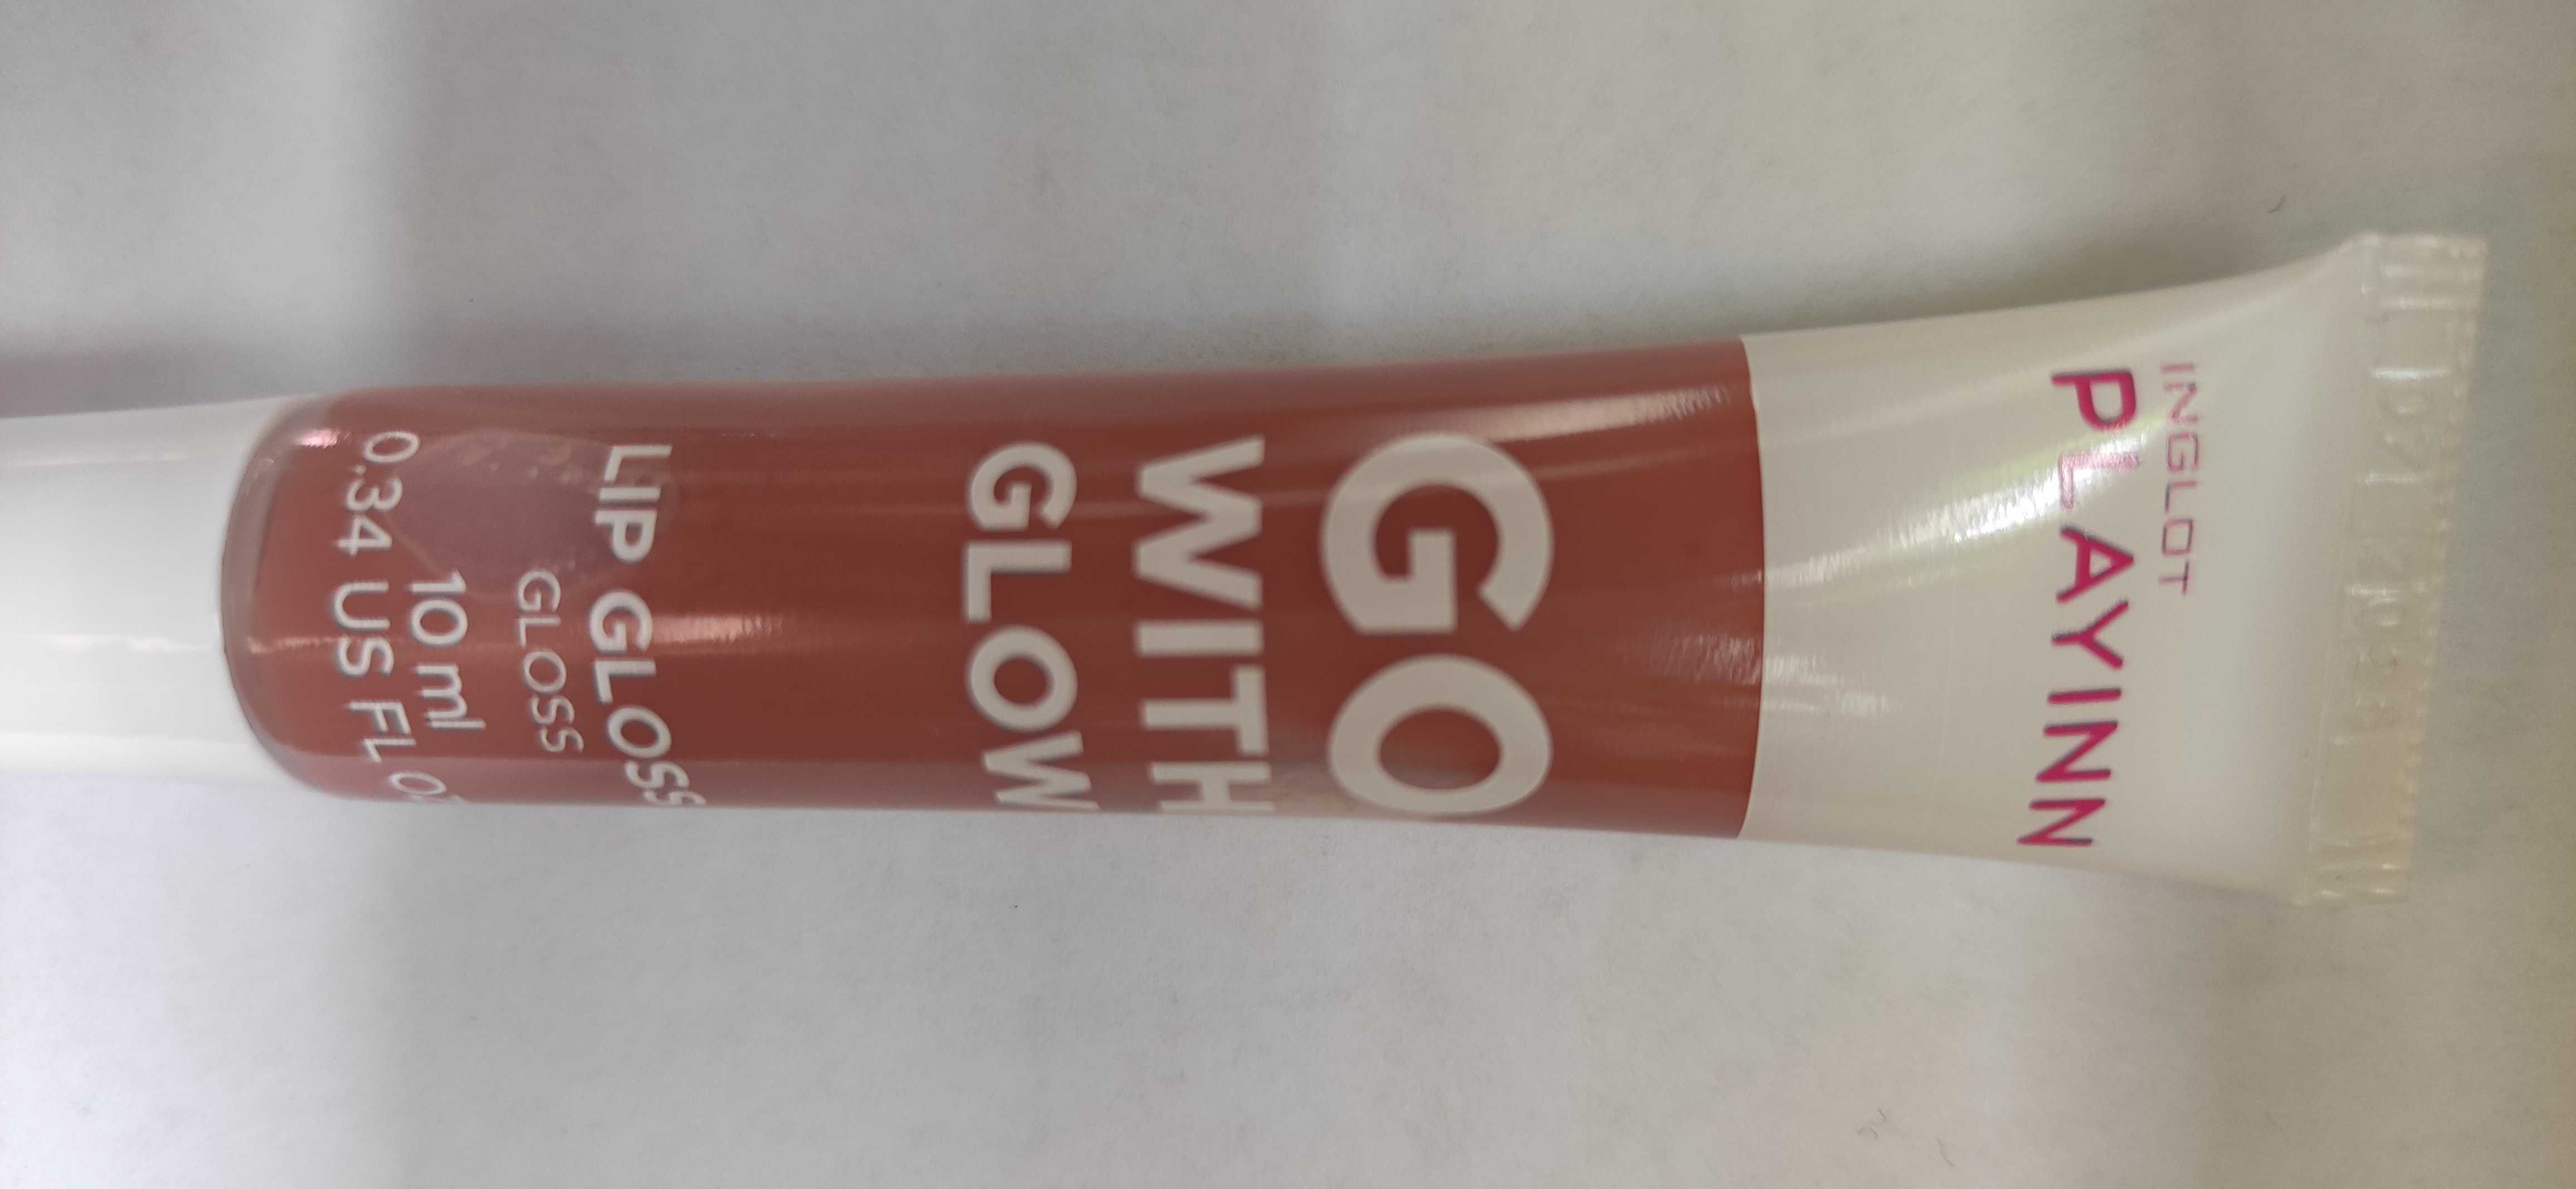 INGLOT
PLAYINN
GO
WITH
GLOW
LIP GLOSS
GLOSS
10 ml
0,34 US FL